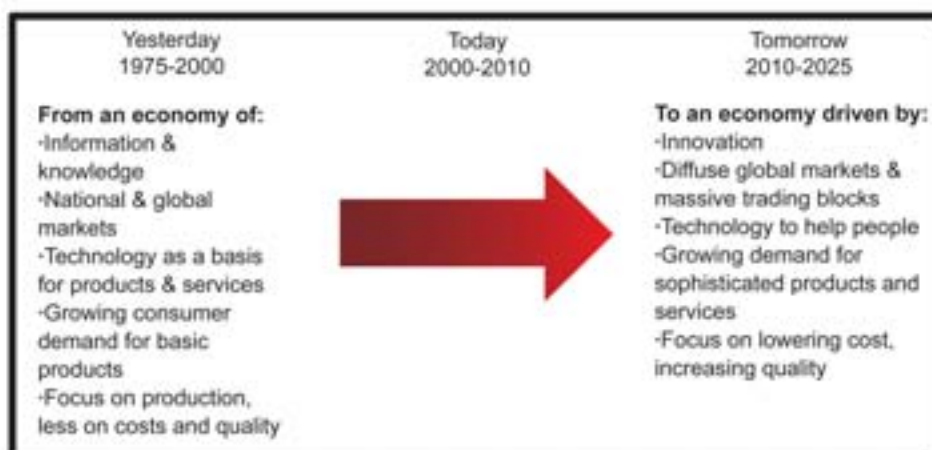 Yesterday
1975-2000
Today
2000-2010
Tomorrow
2010-2025
From an economy of:
·Information &
knowledge
·National & global
markets
·Technology as a basis
for products & services
·Growing consumer
demand for basic
products
·Focus on production,
less on costs and quality
To an economy driven by:
·Innovation
·Diffuse global markets &
massive trading blocks
·Technology to help people
·Growing demand for
sophisticated products and
services
·Focus on lowering cost,
increasing quality